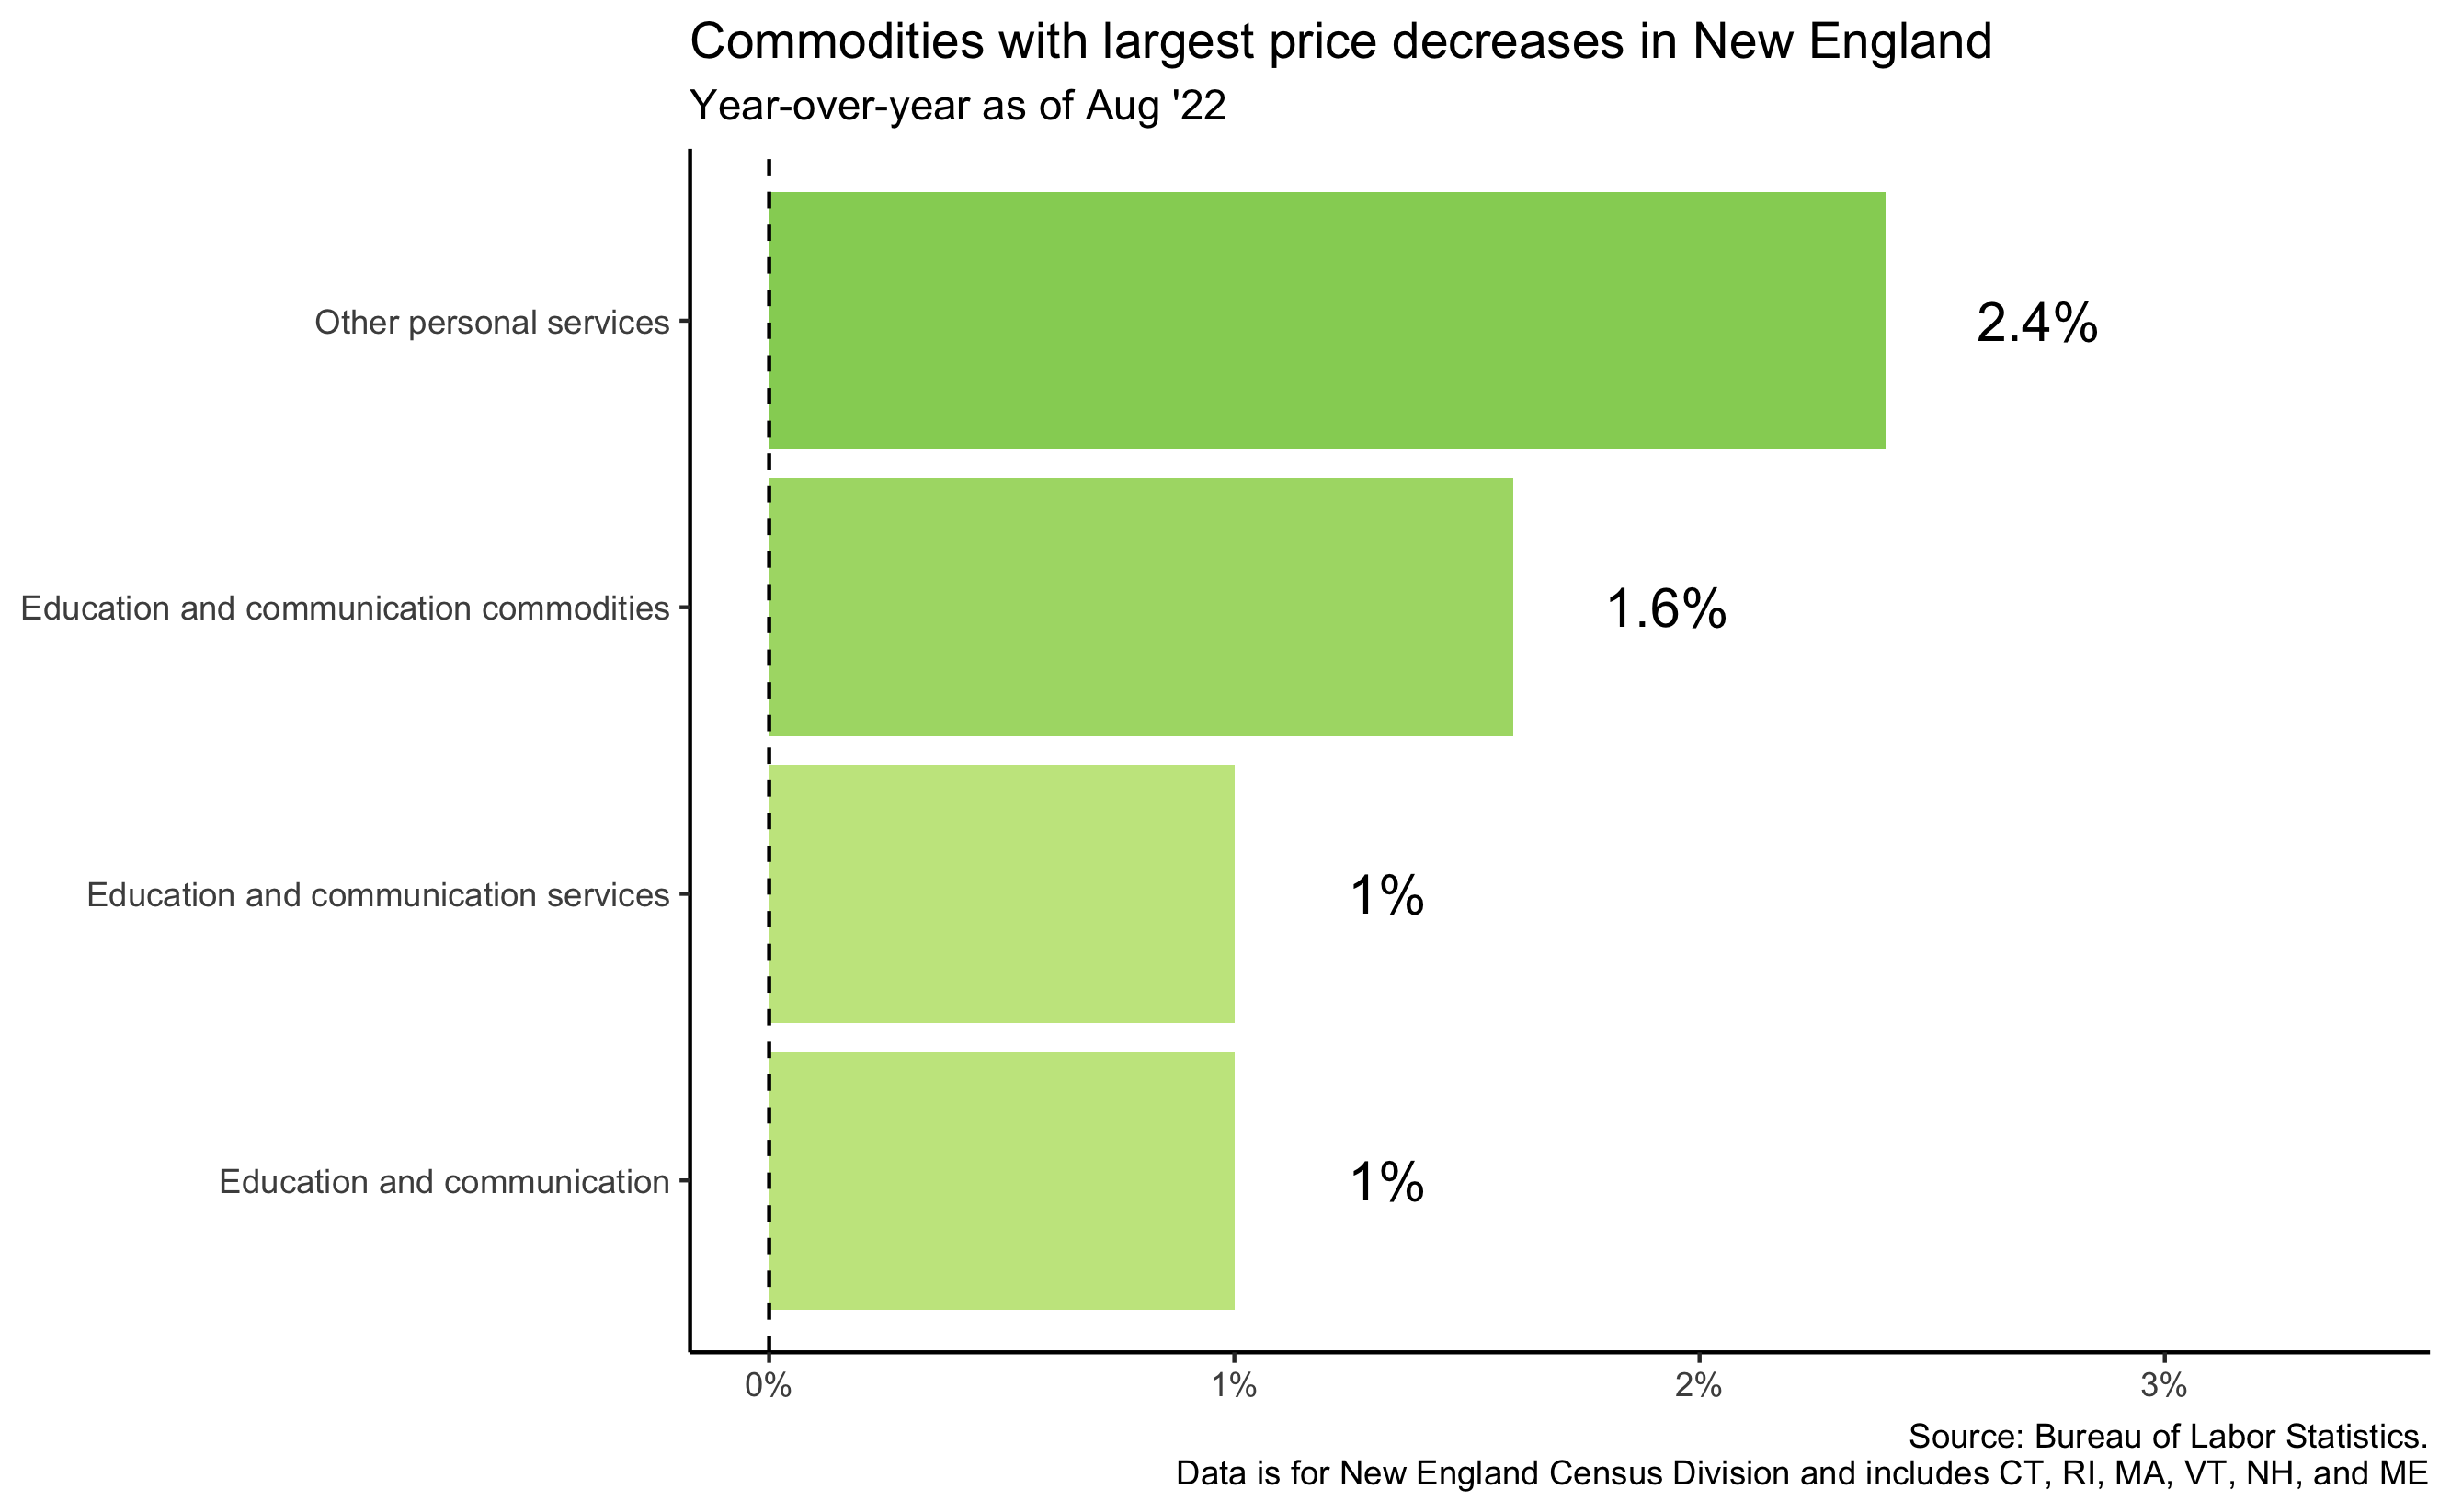 Commodities with largest price decreases in New England
Year-over-year as of Aug '22
Other personal services
2.4%
Education and communication commodities
1.6%
Education and communication services
1%
Education and communication
1%
0%
1%
2%
3%
Source: Bureau of Labor Statistics.
Data is for New England Census Division and includes CT, RI, MA, VT, NH, and ME